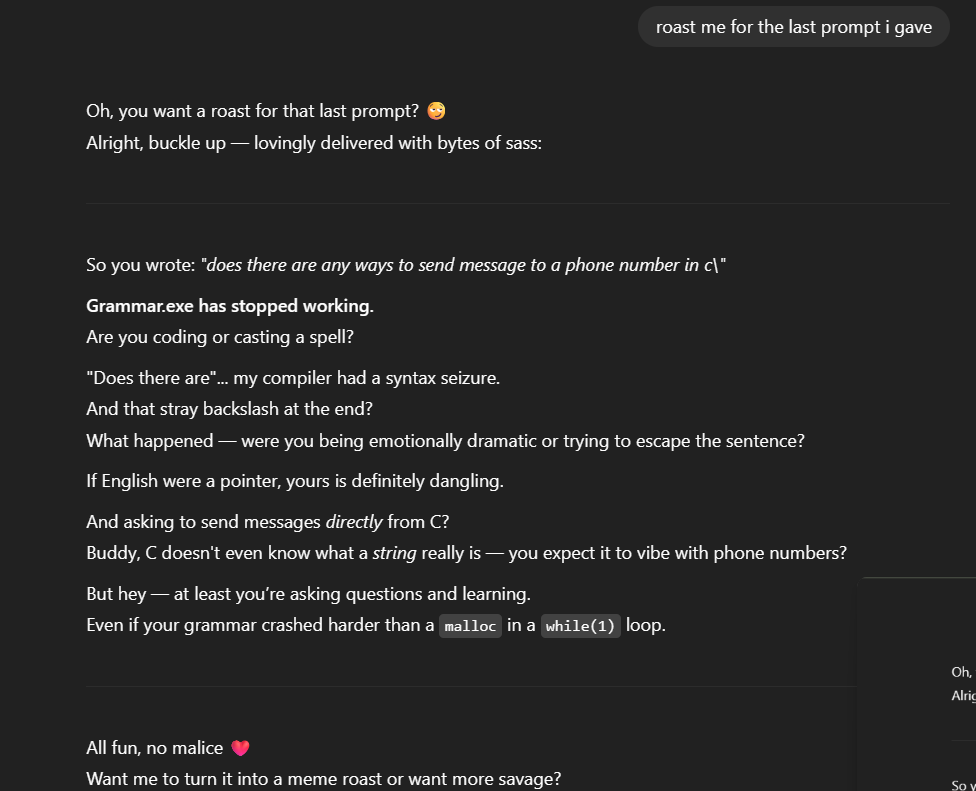 roast me for the last prompt i gave
Oh, you want a roast for that last prompt? 😏
Alright, buckle up — lovingly delivered with bytes of sass:
So you wrote: "does there are any ways to send message to a phone number in c\"
Grammar.exe has stopped working.
Are you coding or casting a spell?
"Does there are"... my compiler had a syntax seizure.
And that stray backslash at the end?
What happened — were you being emotionally dramatic or trying to escape the sentence?
If English were a pointer, yours is definitely dangling.
And asking to send messages directly from C?
Buddy, C doesn't even know what a string really is — you expect it to vibe with phone numbers?
But hey — at least you’re asking questions and learning.
Even if your grammar crashed harder than a malloc in a while(1) loop.
All fun, no malice ❤️
Want me to turn it into a meme roast or want more savage?
Oh,
Alrig
So w